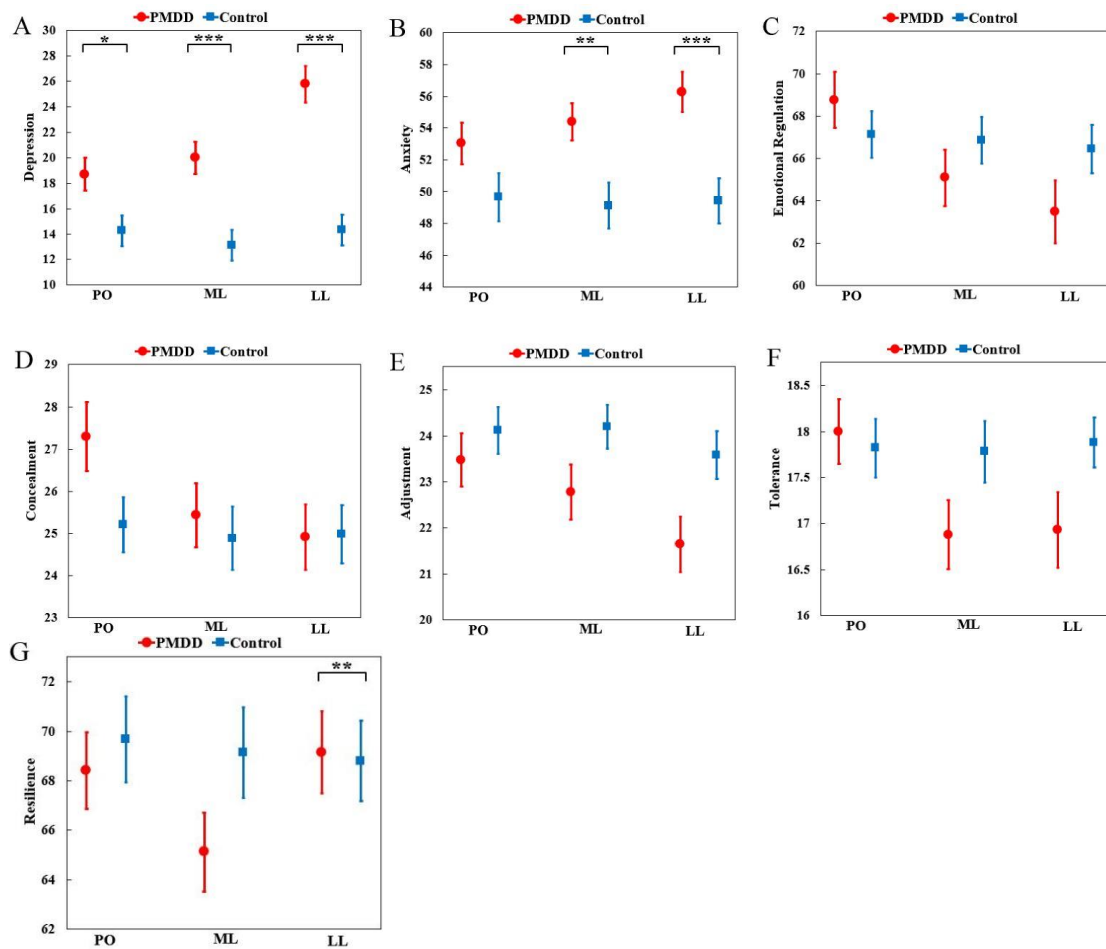 A
PMDD Control
30
28
26
24
22
20
18
16
14
12
10
Depression
* *** ***
PO ML LL
B
PMDD Control
60
58
56
54
52
50
48
46
44
Anxiety
** ***
PO ML LL
C
PMDD Control
72
70
68
66
64
62
60
Emotional Regulation
PO ML LL
D
PMDD Control
29
28
27
26
25
24
23
Concealment
PO ML LL
E
PMDD Control
25
24
23
22
21
20
Adjustment
PO ML LL
F
PMDD Control
18.5
18
17.5
17
16.5
16
Tolerance
PO ML LL
G
PMDD Control
72
70
68
66
64
62
Resilience
**
PO ML LL